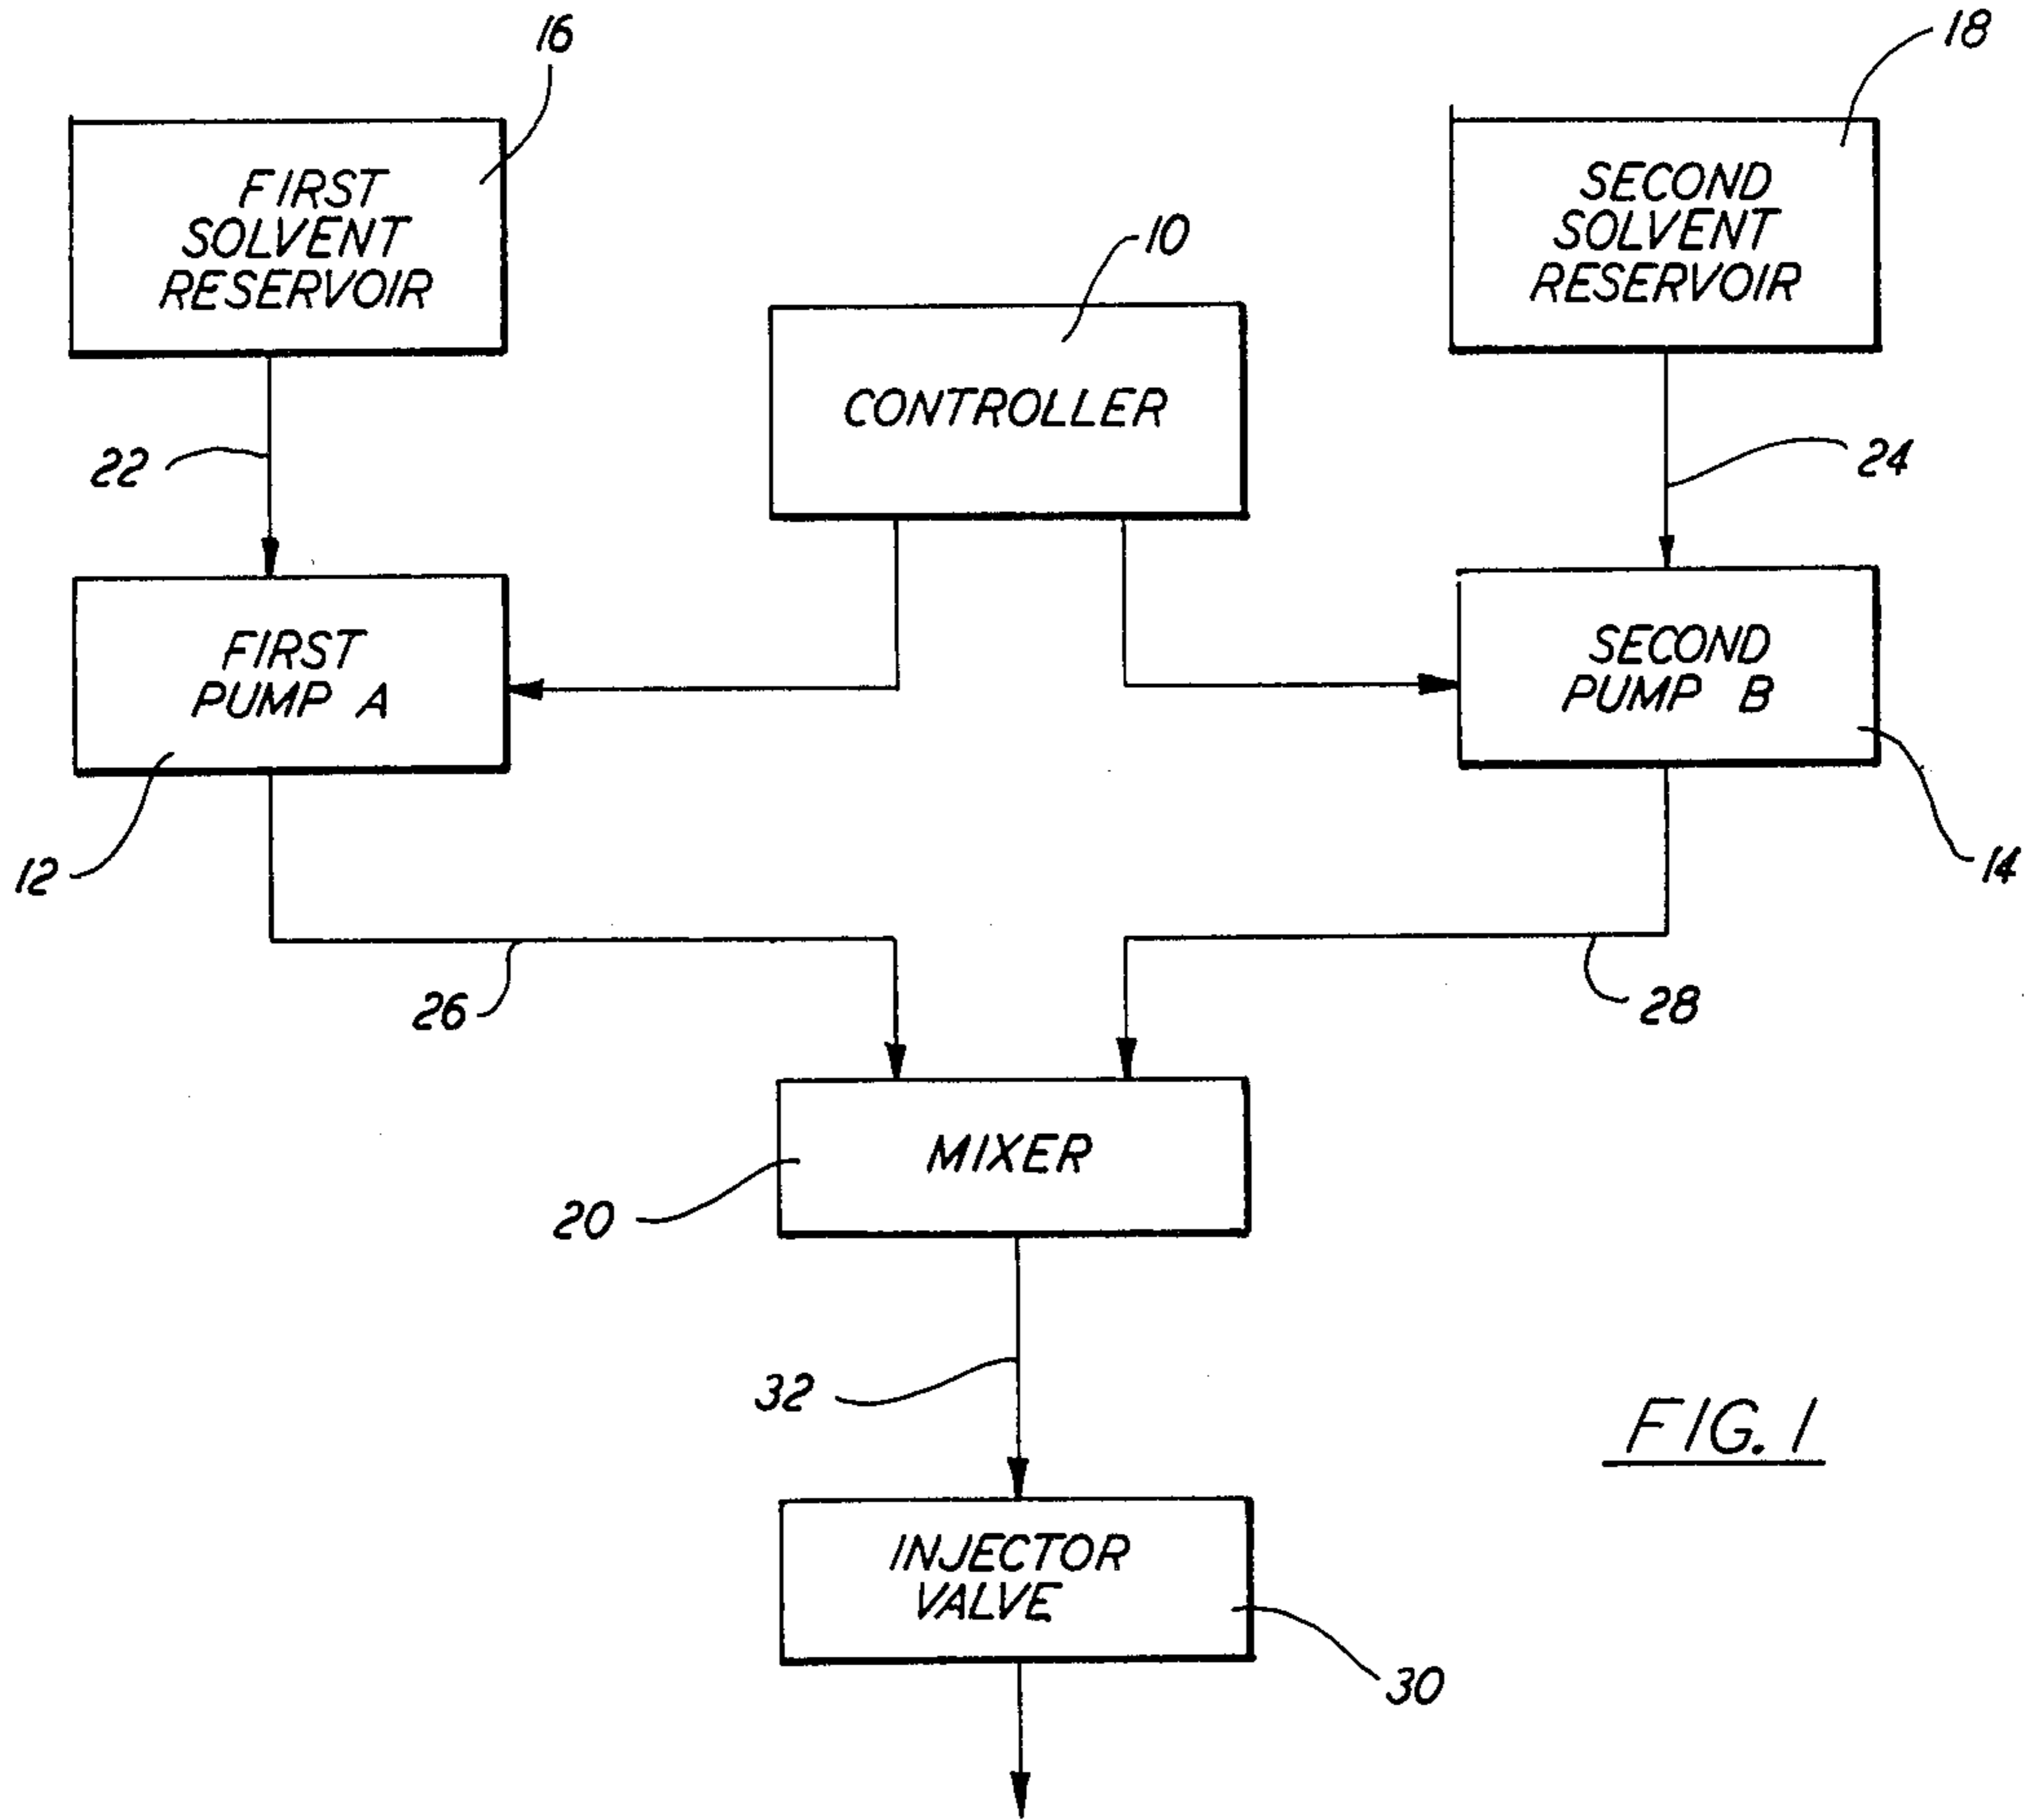 16
18
FIRST
SOLVENT
RESERVOIR
SECOND
SOLVENT
RESERVOIR
10
CONTROLLER
22
24
FIRST
PUMP A
SECOND
PUMP B
12
14
26
28
MIXER
20
32
FIG. 1
INJECTOR
VALVE
30